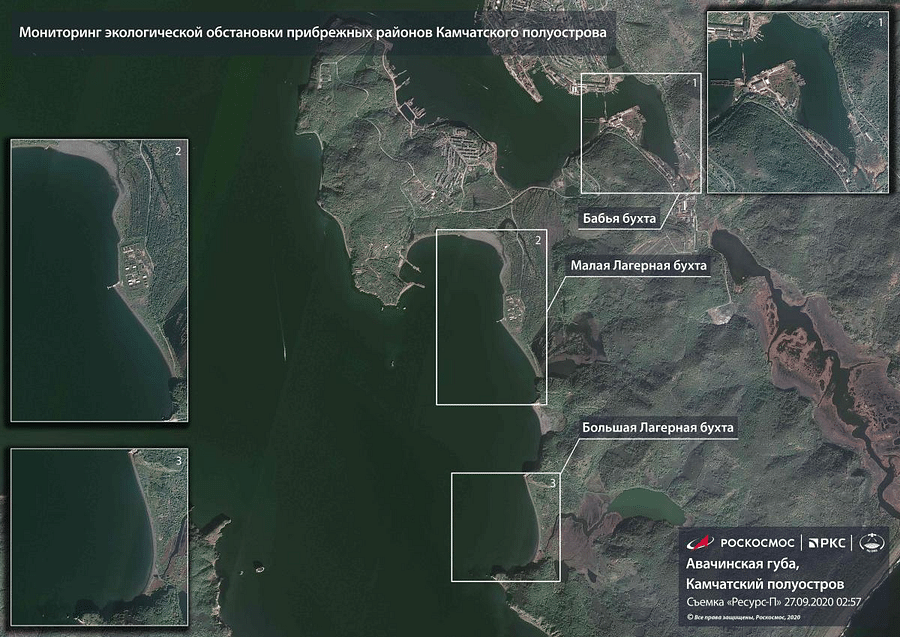 Мониторинг экологической обстановки прибрежных районов Камчатского полуострова
1
1
Бабья бухта
2
2
Малая Лагерная бухта
Большая Лагерная бухта
3
3
РОСКОСМОС | РКС |
Авачинская губа,
Камчатский полуостров
Съемка «Ресурс-П» 27.09.2020 02:57
© Все права защищены, Роскосмос, 2020